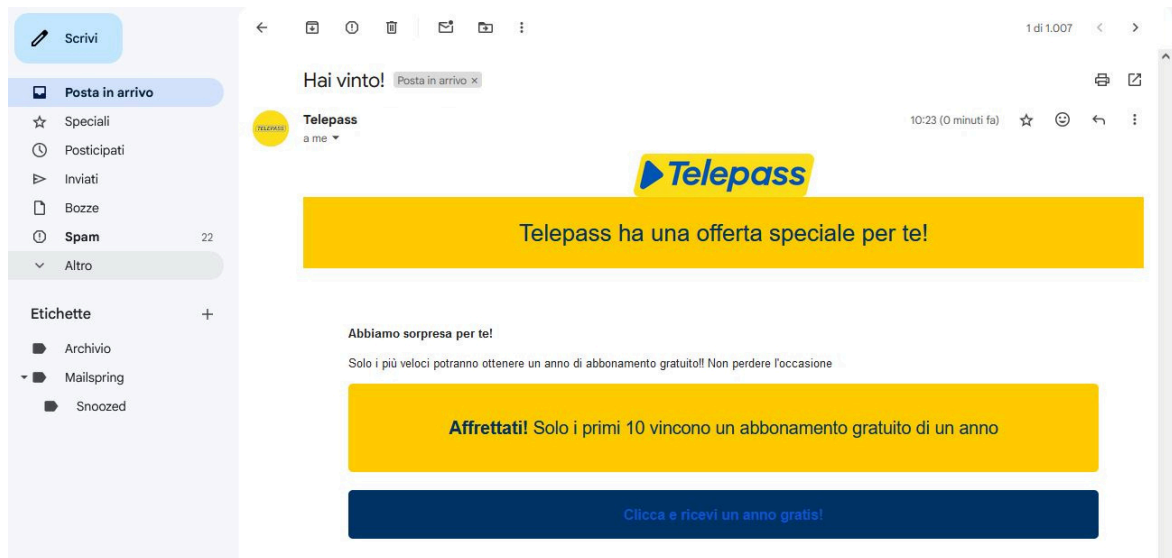 Scrivi
1 di 1.007
Hai vinto! Posta in arrivo ×
Posta in arrivo
Speciali
Posticipati
Inviati
Bozze
Spam 22
Altro
Etichette +
Archivio
Mailspring
Snoozed
TELEPASS
Telepass
10:23 (0 minuti fa)
a me
Telepass
Telepass ha una offerta speciale per te!
Abbiamo sorpresa per te!
Solo i più veloci potranno ottenere un anno di abbonamento gratuito!! Non perdere l'occasione
Affrettati! Solo i primi 10 vincono un abbonamento gratuito di un anno
Clicca e ricevi un anno gratis!